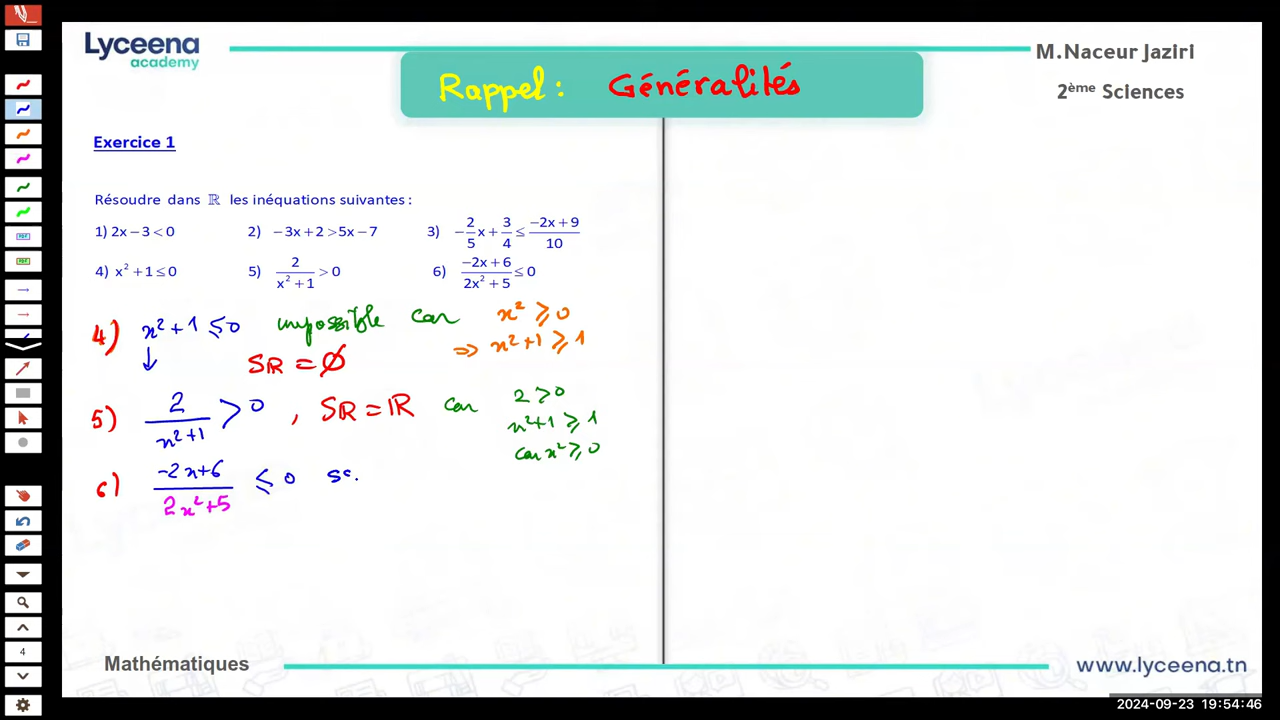 Lyceena
academy
Rappel : Généralités
M.Naceur Jaziri
2ème Sciences
Exercice 1
Résoudre dans ℝ les inéquations suivantes :
1) 2x − 3 < 0 2) −3x + 2 > 5x − 7 3) −2/5 x + 3/4 ≤ (−2x + 9)/10
4) x² + 1 ≤ 0 5) 2/(x² + 1) > 0 6) (−2x + 6)/(2x² + 5) ≤ 0
4) x² + 1 ≤ 0 impossible car x² ≥ 0
⇒ x² + 1 ≥ 1
↓ Sℝ = ∅
5) 2/(x² + 1) > 0 , Sℝ = ℝ car 2 > 0
x² + 1 ≥ 1
car x² ≥ 0
6) (−2x + 6)/(2x² + 5) ≤ 0
Mathématiques
www.lyceena.tn
4
2024-09-23 19:54:46